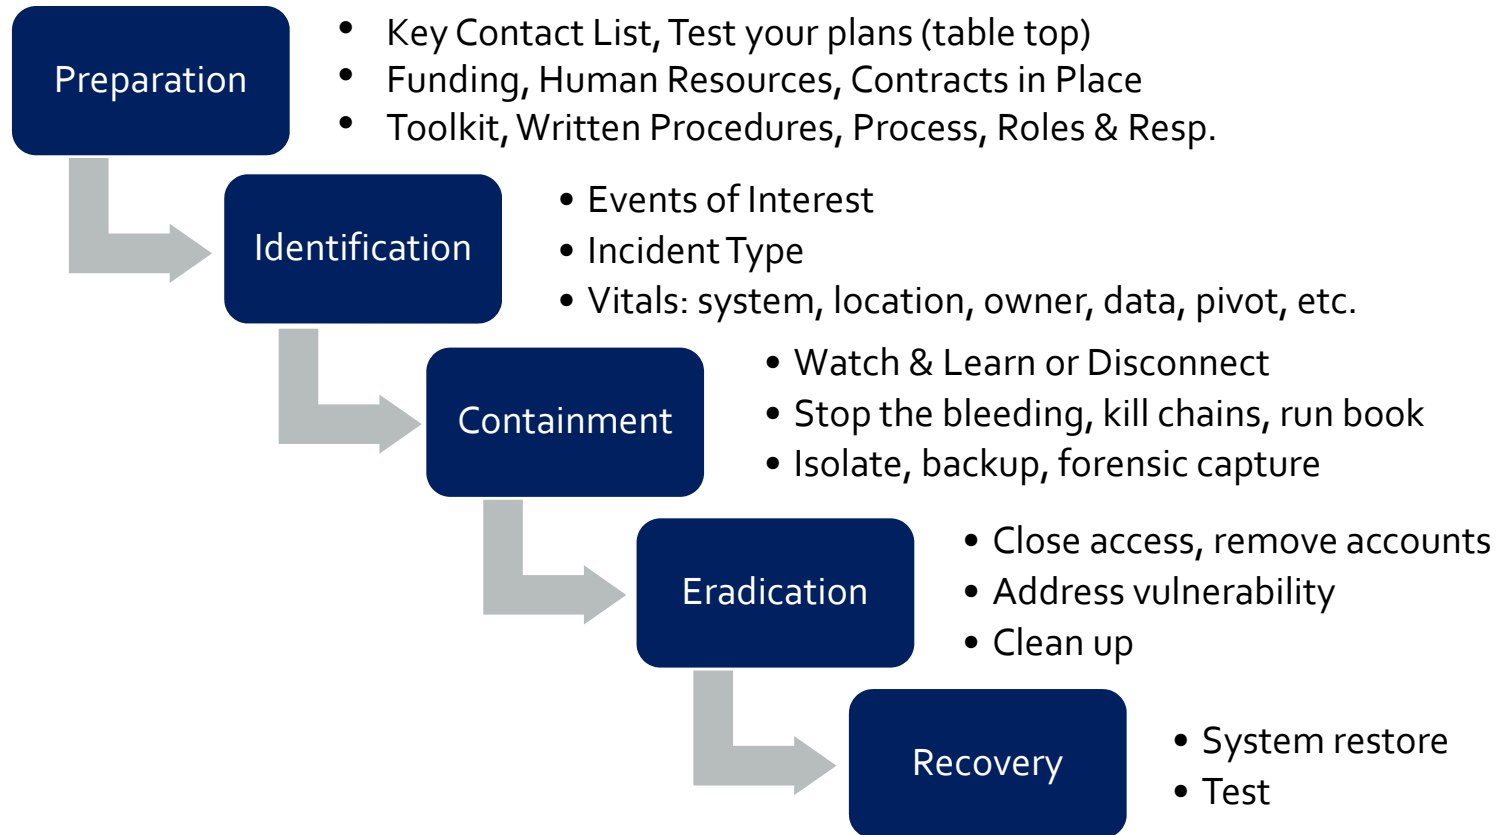 Preparation
• Key Contact List, Test your plans (table top)
• Funding, Human Resources, Contracts in Place
• Toolkit, Written Procedures, Process, Roles & Resp.
Identification
• Events of Interest
• Incident Type
• Vitals: system, location, owner, data, pivot, etc.
Containment
• Watch & Learn or Disconnect
• Stop the bleeding, kill chains, run book
• Isolate, backup, forensic capture
Eradication
• Close access, remove accounts
• Address vulnerability
• Clean up
Recovery
• System restore
• Test